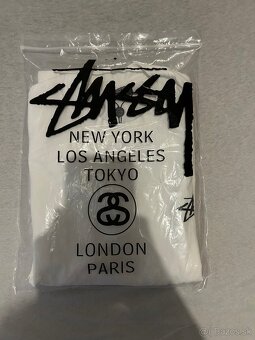 STUSSY
NEW YORK
LOS ANGELES
TOKYO
LONDON
PARIS